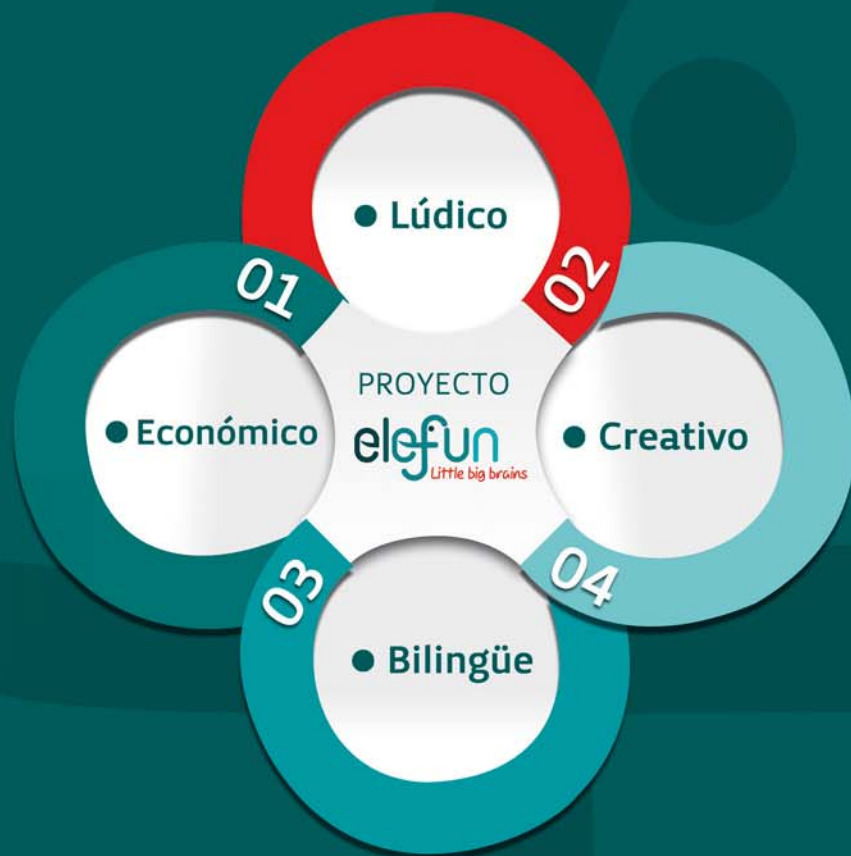 ● Lúdico
01
02
PROYECTO
elefun
Little big brains
● Económico
● Creativo
03
04
● Bilingüe